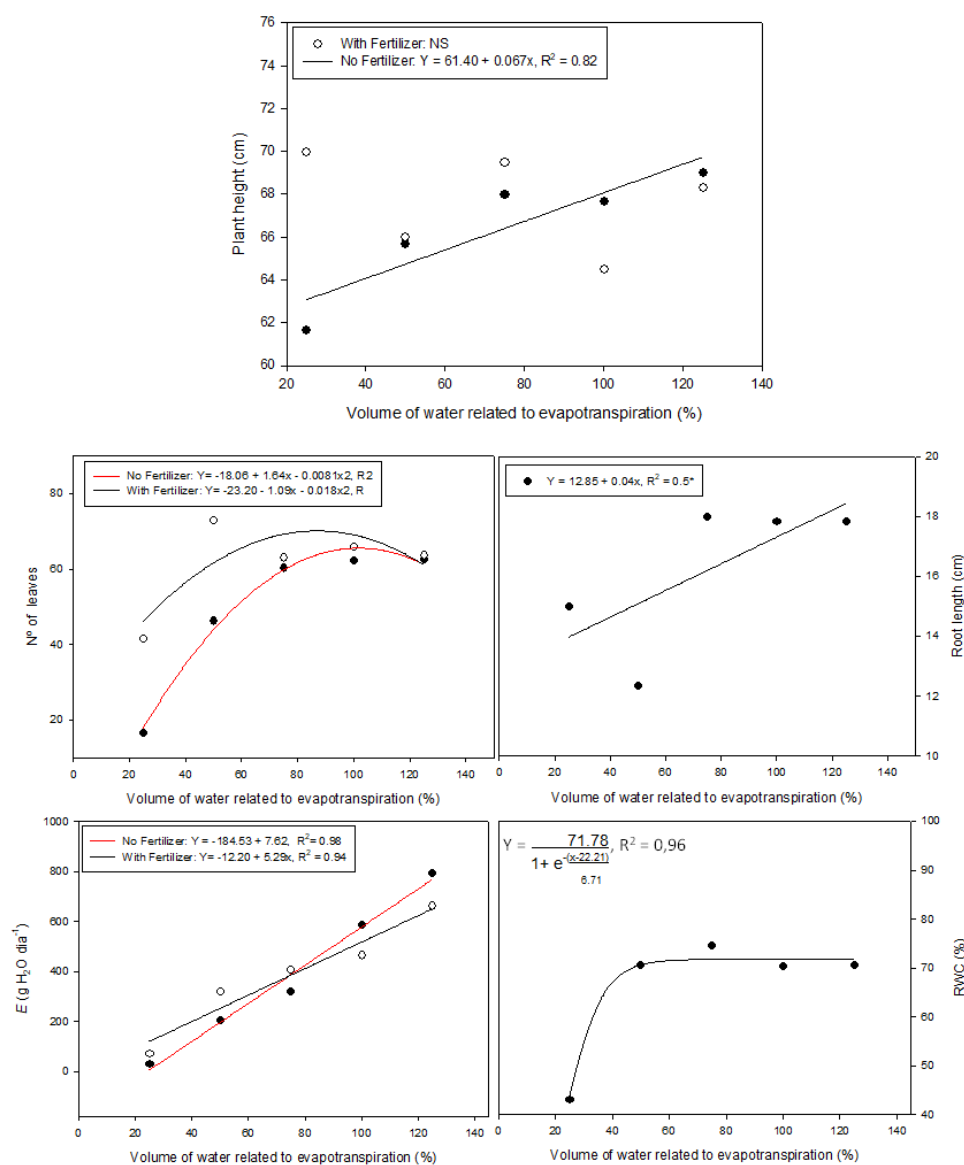 76
74
72
70
68
66
64
62
60
Plant height (cm)
With Fertilizer: NS
No Fertilizer: Y = 61.40 + 0.067x, R² = 0.82
20 40 60 80 100 120 140
Volume of water related to evapotranspiration (%)
80
60
40
20
Nº of leaves
No Fertilizer: Y= -18.06 + 1.64x - 0.0081x2, R2
With Fertilizer: Y= -23.20 - 1.09x - 0.018x2, R
0 20 40 60 80 100 120 140
Volume of water related to evapotranspiration (%)
Y = 12.85 + 0.04x, R² = 0.5*
20
18
16
14
12
10
Root length (cm)
0 20 40 60 80 100 120 140
Volume of water related to evapotranspiration (%)
1000
800
600
400
200
0
E (g H₂O dia⁻¹)
No Fertilizer: Y = -184.53 + 7.62, R²= 0.98
With Fertilizer: Y= -12.20 + 5.29x, R² = 0.94
0 20 40 60 80 100 120 140
Volume of water related to evapotranspiration (%)
Y = 71.78, R² = 0,96
1+ e-(x-22.21)
6.71
100
90
80
70
60
50
40
RWC (%)
0 20 40 60 80 100 120 140
Volume of water related to evapotranspiration (%)